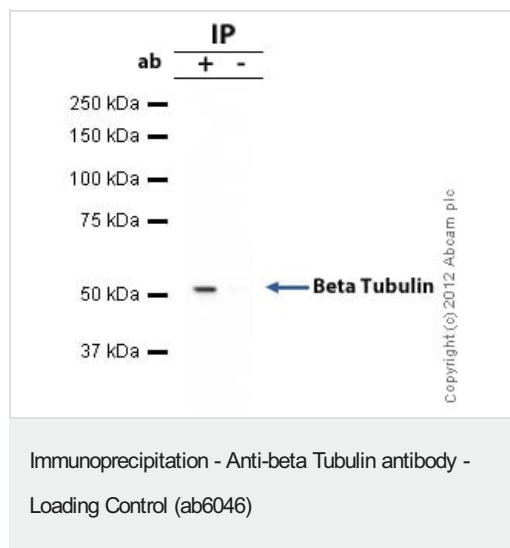 IP
ab + -
250 kDa
150 kDa
100 kDa
75 kDa
50 kDa
Beta Tubulin
37 kDa
Copyright (c) 2012 Abcam plc
Immunoprecipitation - Anti-beta Tubulin antibody -
Loading Control (ab6046)